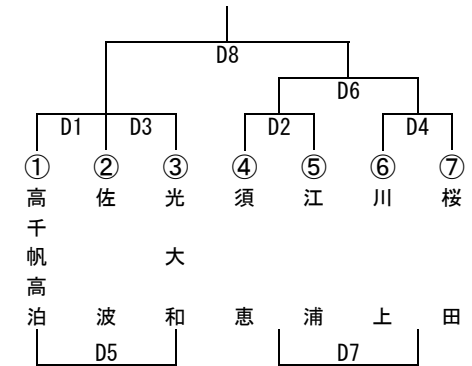 D8
D6
D1 D3 D2 D4
① ② ③ ④ ⑤ ⑥ ⑦
高千帆高泊
佐波
光大和
須恵
江浦
川上
桜田
D5 D7